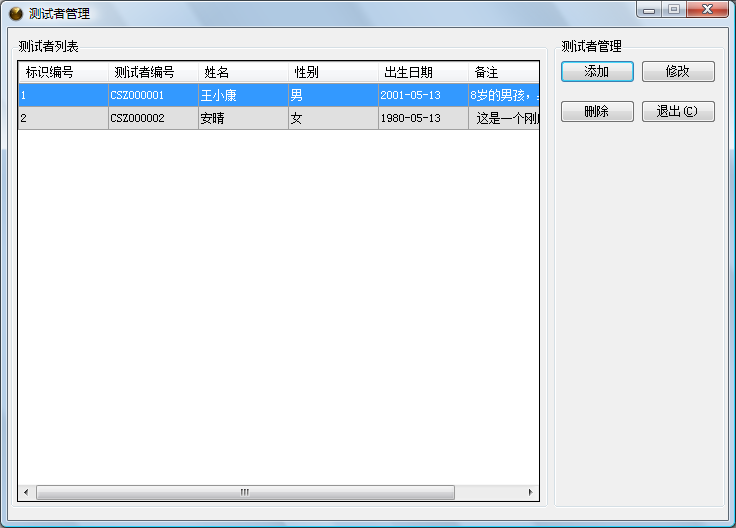 测试者管理
测试者列表
标识编号 测试者编号 姓名 性别 出生日期 备注
1 CSZ000001 王小康 男 2001-05-13 8岁的男孩,
2 CSZ000002 安晴 女 1980-05-13 这是一个刚
测试者管理
添加 修改
删除 退出(C)